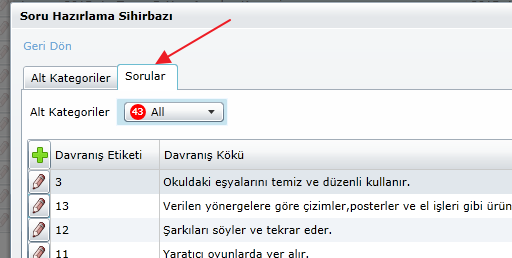 Soru Hazırlama Sihirbazı
Geri Dön
Alt Kategoriler Sorular
Alt Kategoriler 43 All
Davranış Etiketi Davranış Kökü
3 Okuldaki eşyalarını temiz ve düzenli kullanır.
13 Verilen yönergelere göre çizimler,posterler ve el işleri gibi ürün
12 Şarkıları söyler ve tekrar eder.
11 Yaratıcı oyunlarda yer alır.